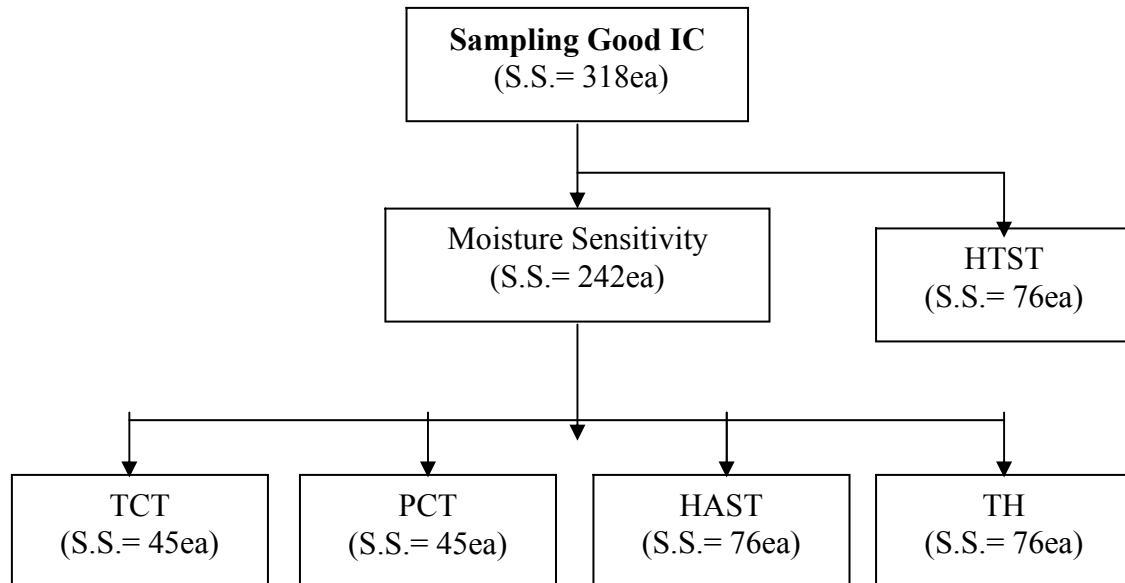 Sampling Good IC
(S.S.= 318ea)
Moisture Sensitivity
(S.S.= 242ea)
HTST
(S.S.= 76ea)
TCT
(S.S.= 45ea)
PCT
(S.S.= 45ea)
HAST
(S.S.= 76ea)
TH
(S.S.= 76ea)